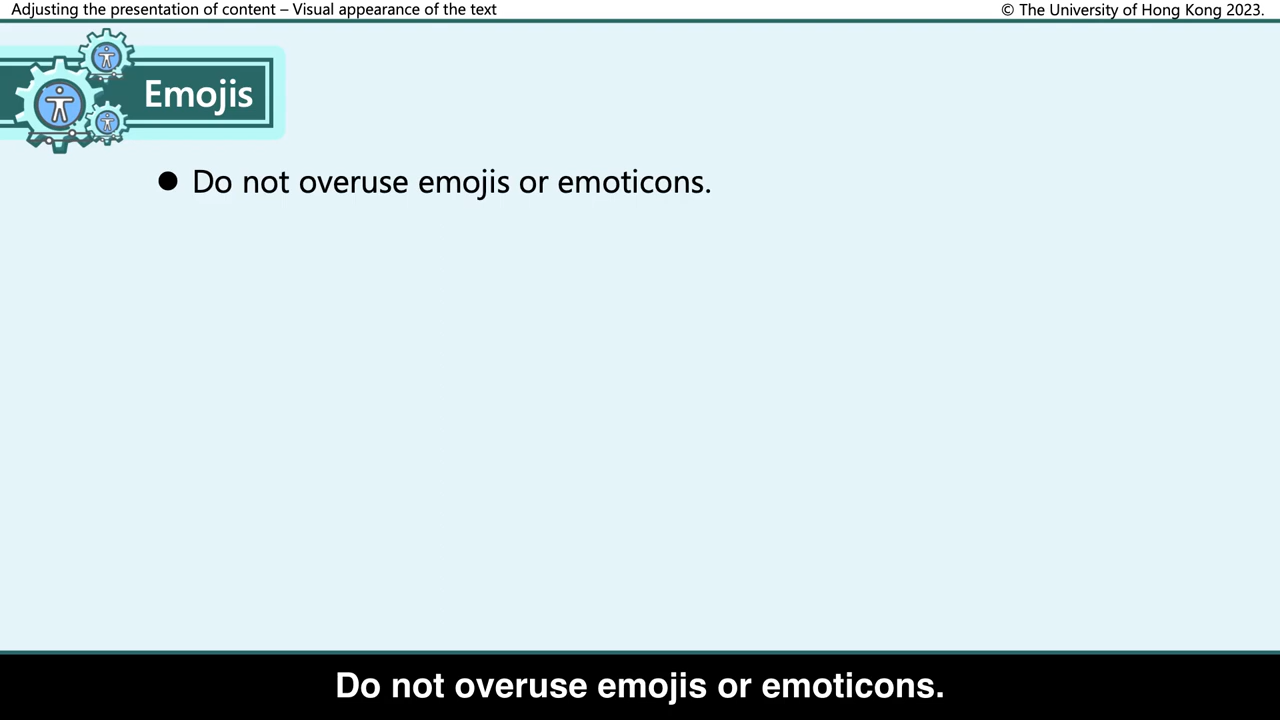 Adjusting the presentation of content – Visual appearance of the text
© The University of Hong Kong 2023.
Emojis
● Do not overuse emojis or emoticons.
Do not overuse emojis or emoticons.